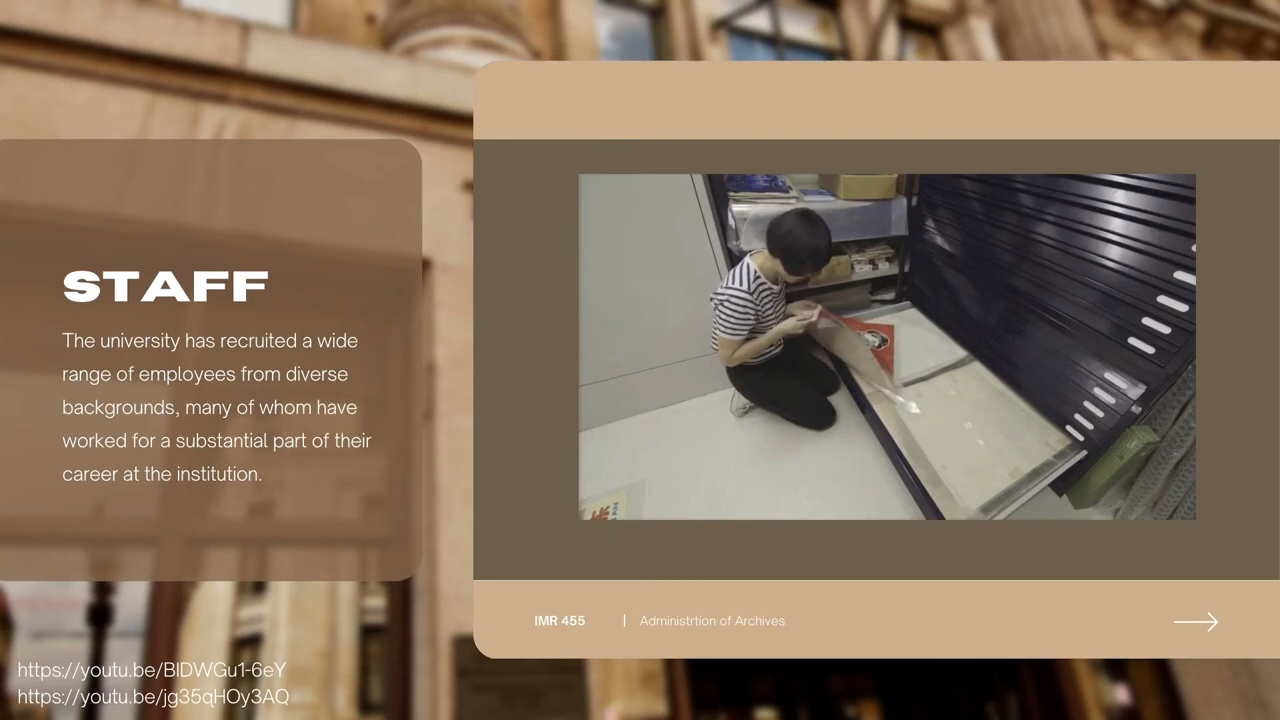 STAFF
The university has recruited a wide
range of employees from diverse
backgrounds, many of whom have
worked for a substantial part of their
career at the institution.
IMR 455 | Administrtion of Archives
https://youtu.be/BIDWGu1-6eY
https://youtu.be/jg35qHOy3AQ